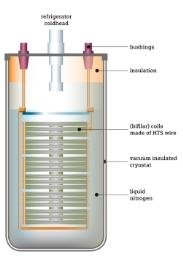 refrigerator
coldhead
bushings
insulation
(bifilar) coils
made of HTS wire
vacuum insulated
cryostat
liquid
nitrogen